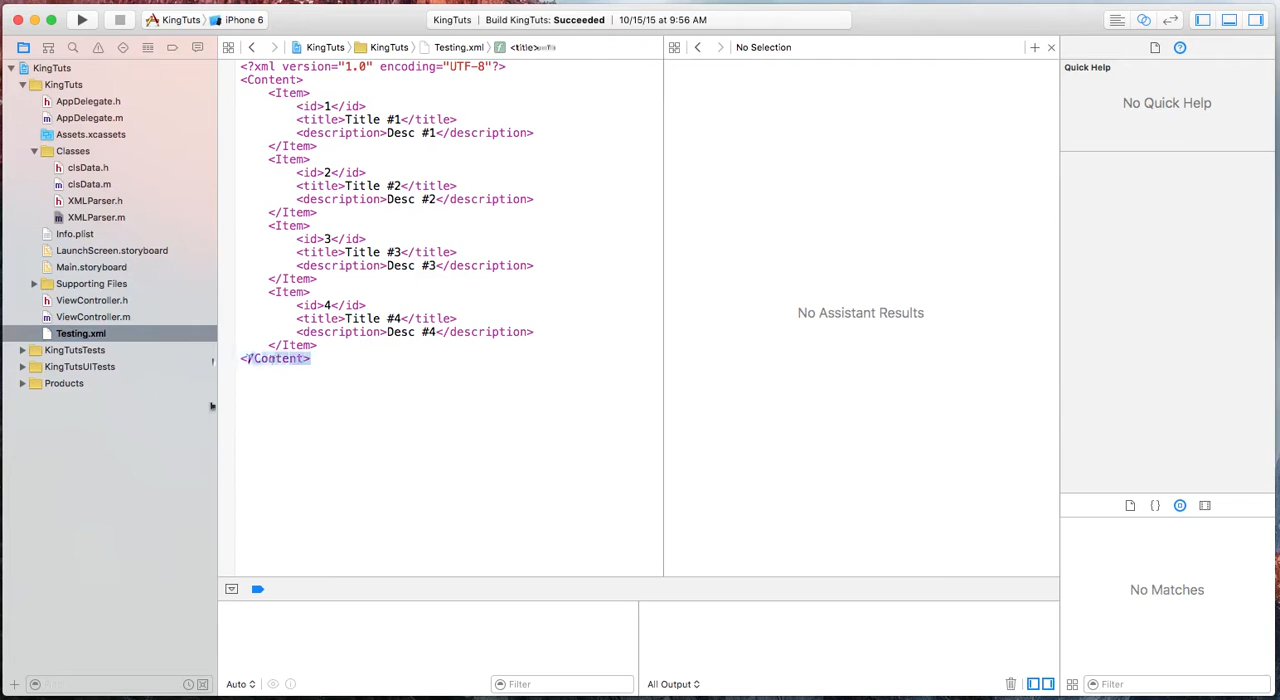 KingTuts iPhone 6
KingTuts Build KingTuts: Succeeded 10/15/15 at 9:56 AM
KingTuts KingTuts Testing.xml
No Selection
KingTuts
KingTuts
AppDelegate.h
AppDelegate.m
Assets.xcassets
Classes
clsData.h
clsData.m
XMLParser.h
XMLParser.m
Info.plist
LaunchScreen.storyboard
Main.storyboard
Supporting Files
ViewController.h
ViewController.m
Testing.xml
KingTutsTests
KingTutsUITests
Products
<?xml version="1.0" encoding="UTF-8"?>
<Content>
<Item>
<id>1</id>
<title>Title #1</title>
<description>Desc #1</description>
</Item>
<Item>
<id>2</id>
<title>Title #2</title>
<description>Desc #2</description>
</Item>
<Item>
<id>3</id>
<title>Title #3</title>
<description>Desc #3</description>
</Item>
<Item>
<id>4</id>
<title>Title #4</title>
<description>Desc #4</description>
</Item>
</Content>
No Assistant Results
Quick Help
No Quick Help
No Matches
Auto
Filter
All Output
Filter